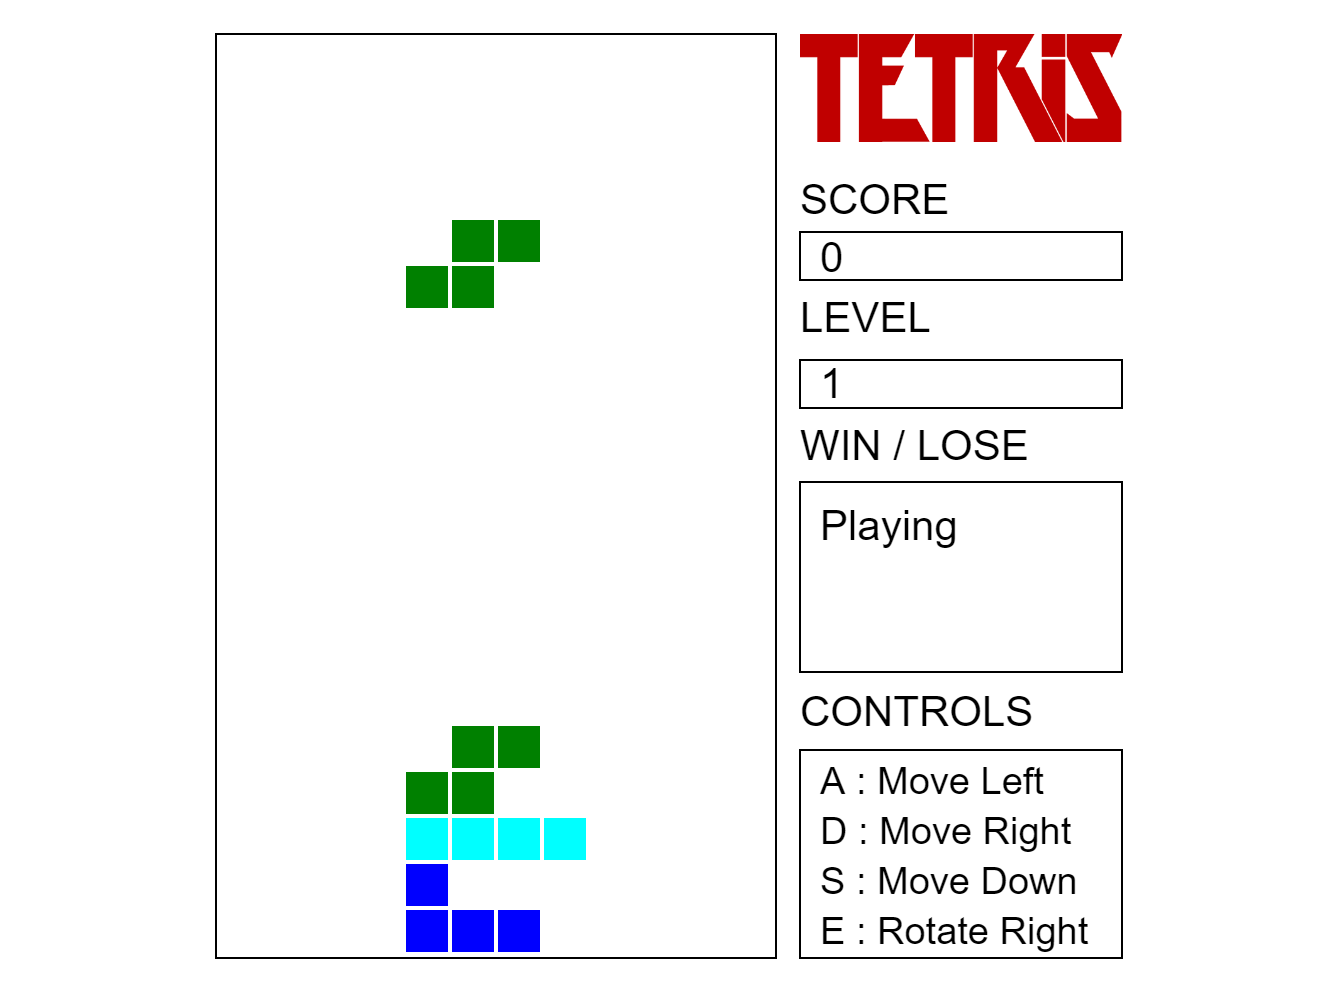 TETRiS
SCORE
0
LEVEL
1
WIN / LOSE
Playing
CONTROLS
A : Move Left
D : Move Right
S : Move Down
E : Rotate Right